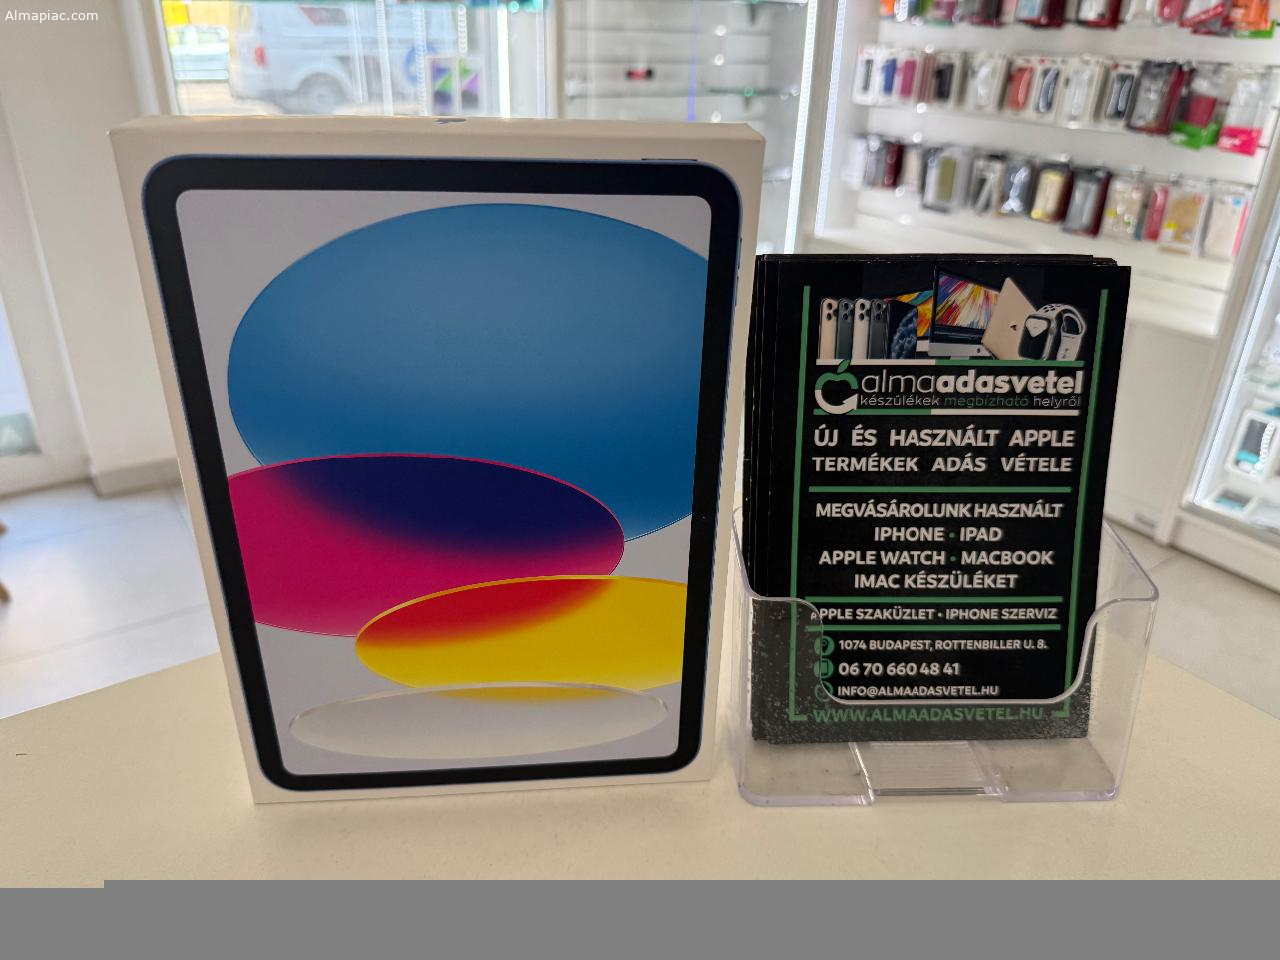 Almapiac.com
almaadasvetel
készülékek megbízható helyről
ÚJ ÉS HASZNÁLT APPLE
TERMÉKEK ADÁS VÉTELE
MEGVÁSÁROLUNK HASZNÁLT
IPHONE • IPAD
APPLE WATCH • MACBOOK
IMAC KÉSZÜLÉKET
APPLE SZAKÜZLET • IPHONE SZERVIZ
1074 BUDAPEST, ROTTENBILLER U. 8.
06 70 660 48 41
INFO@ALMAADASVETEL.HU
WWW.ALMAADASVETEL.HU